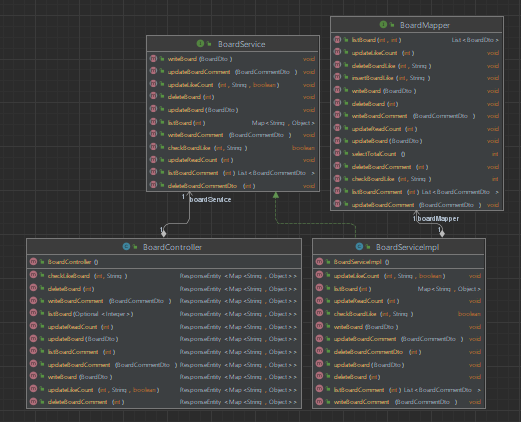 BoardService
writeBoard (BoardDto) void
updateBoardComment (BoardCommentDto) void
updateLikeCount (int, String, boolean) void
deleteBoard (int) void
updateBoard (BoardDto) void
listBoard (int) Map<String, Object>
writeBoardComment (BoardCommentDto) void
checkBoardLike (int, String) boolean
updateReadCount (int) void
listBoardComment (int) List<BoardCommentDto
deleteBoardCommentDto (int) void
BoardMapper
listBoard (int, int) List<BoardDto>
updateLikeCount (int) void
deleteBoardLike (int, String) void
insertBoardLike (int, String) void
writeBoard (BoardDto) void
deleteBoard (int) void
writeBoardComment (BoardCommentDto void
updateReadCount (int) void
updateBoard (BoardDto) void
selectTotalCount () int
deleteBoardComment (int) void
checkBoardLike (int, String) int
listBoardComment (int) List<BoardCommentDto>
updateBoardComment (BoardCommentDto) void
1 boardService
1 boardMapper
1
1
BoardController
BoardController ()
checkLikeBoard (int, String) ResponseEntity <Map<String, Object>>
deleteBoard (int) ResponseEntity <Map<String, Object>>
writeBoardComment (BoardCommentDto) ResponseEntity <Map<String, Object>>
listBoard (Optional <Integer>) ResponseEntity <Map<String, Object>>
updateReadCount (int) ResponseEntity <Map<String, Object>>
updateBoard (BoardDto) ResponseEntity <Map<String, Object>>
listBoardComment (int) ResponseEntity <Map<String, Object>>
updateBoardComment (BoardCommentDto ResponseEntity <Map<String, Object>>
writeBoard (BoardDto) ResponseEntity <Map<String, Object>>
updateLikeCount (int, String, boolean) ResponseEntity <Map<String, Object>>
deleteBoardComment (int) ResponseEntity <Map<String, Object>>
BoardServiceImpl
BoardServiceImpl ()
updateLikeCount (int, String, boolean) void
listBoard (int) Map<String, Object>
updateReadCount (int) void
checkBoardLike (int, String) boolean
writeBoard (BoardDto) void
updateBoardComment (BoardCommentDto void
deleteBoardCommentDto (int) void
updateBoard (BoardDto) void
deleteBoard (int) void
listBoardComment (int) List<BoardCommentDto >
writeBoardComment (BoardCommentDto) void